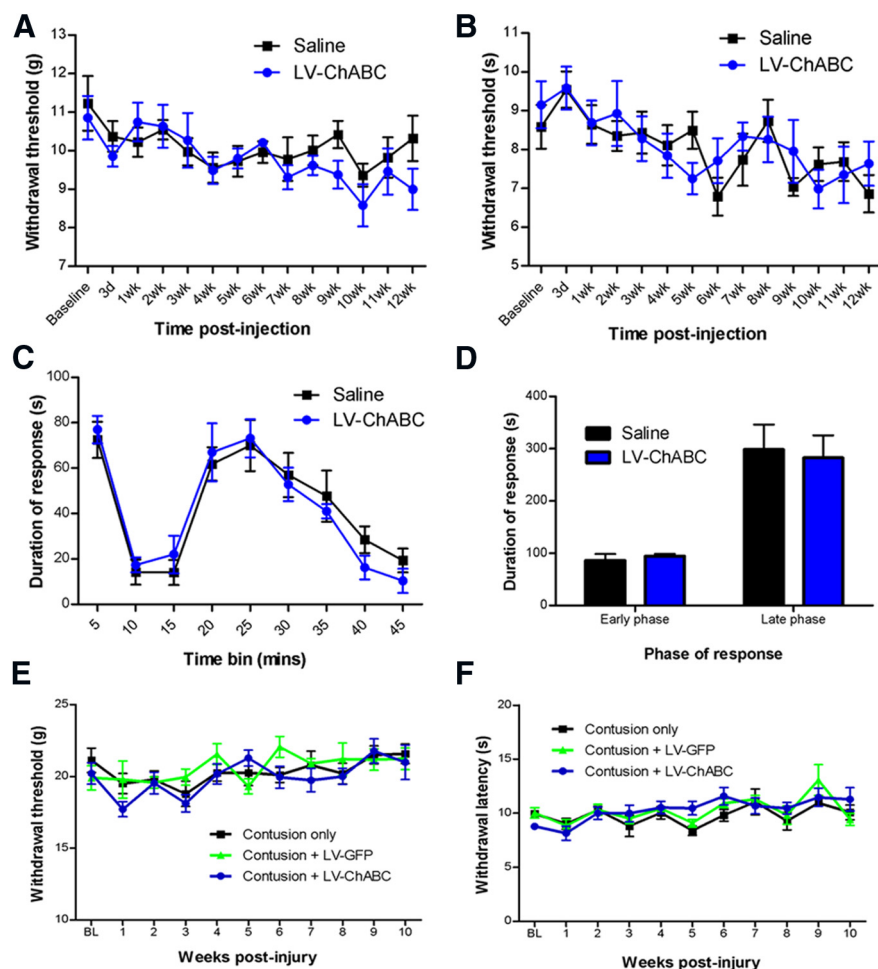 A
Withdrawal threshold (g)
13
12
11
10
9
8
7
Saline
LV-ChABC
Baseline
3d
1wk
2wk
3wk
4wk
5wk
6wk
7wk
8wk
9wk
10wk
11wk
12wk
Time post-injection
B
Withdrawal threshold (s)
11
10
9
8
7
6
5
Saline
LV-ChABC
Baseline
3d
1wk
2wk
3wk
4wk
5wk
6wk
7wk
8wk
9wk
10wk
11wk
12wk
Time post-injection
C
Duration of response (s)
100
80
60
40
20
0
Saline
LV-ChABC
5
10
15
20
25
30
35
40
45
Time bin (mins)
D
Duration of response (s)
400
300
200
100
0
Saline
LV-ChABC
Early phase
Late phase
Phase of response
E
Withdrawal threshold (g)
25
20
15
10
Contusion only
Contusion + LV-GFP
Contusion + LV-ChABC
BL 1 2 3 4 5 6 7 8 9 10
Weeks post-injury
F
Withdrawal latency (s)
20
15
10
5
0
Contusion only
Contusion + LV-GFP
Contusion + LV-ChABC
BL 1 2 3 4 5 6 7 8 9 10
Weeks post-injury